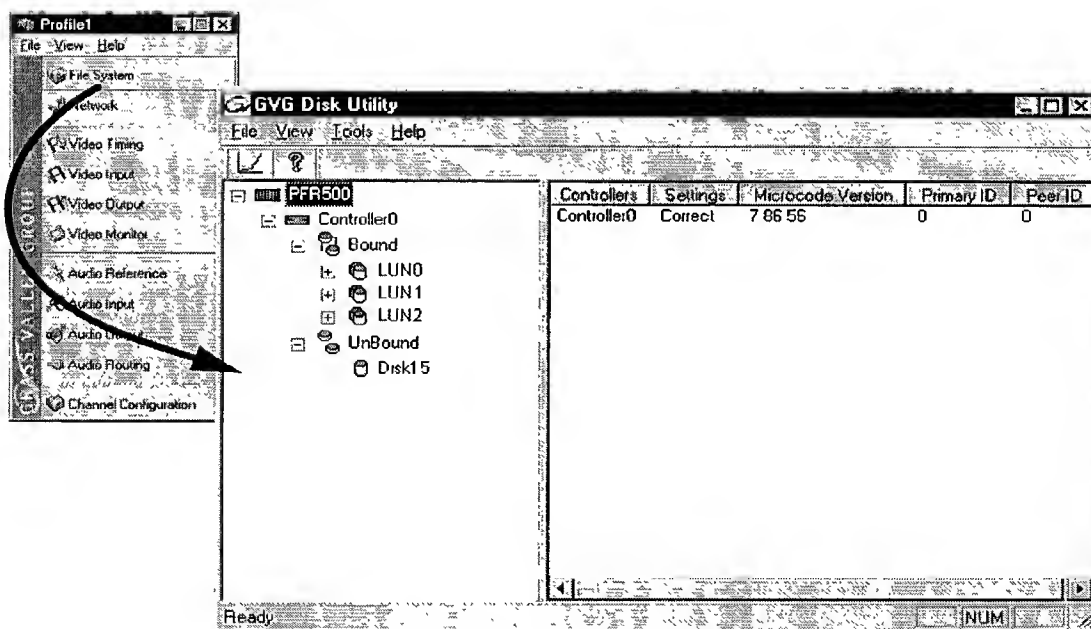 Profile1
File View Help
File System
Network
Video Timing
Video Input
Video Output
Video Monitor
Audio Reference
Audio Input
Audio Output
Audio Routing
Channel Configuration
GRASS VALLEY GROUP
GVG Disk Utility
File View Tools Help
PFR500
Controller0
Bound
LUN0
LUN1
LUN2
UnBound
Disk15
Controllers Settings Microcode Version Primary ID Peer ID
Controller0 Correct 7 86 56 0 0
Ready NUM